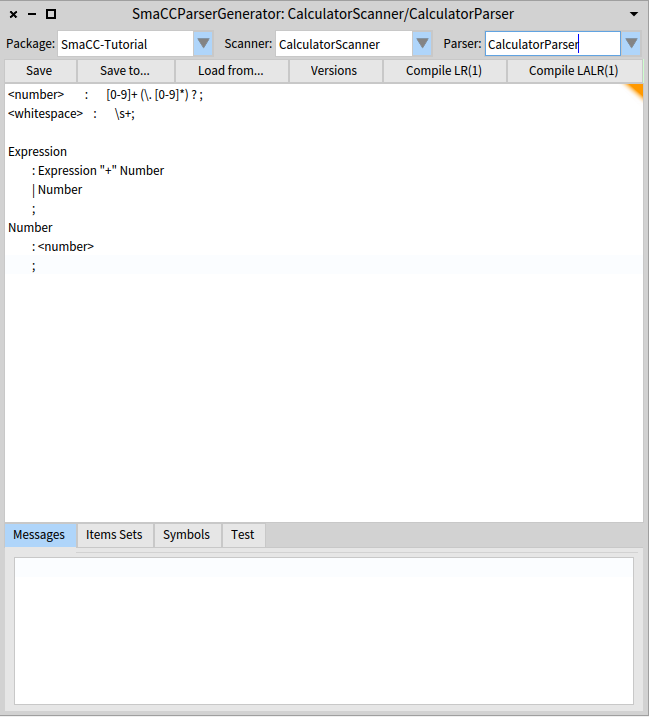 SmaCCParserGenerator: CalculatorScanner/CalculatorParser
Package: SmaCC-Tutorial Scanner: CalculatorScanner Parser: CalculatorParser
Save Save to... Load from... Versions Compile LR(1) Compile LALR(1)
<number> : [0-9]+ (\. [0-9]*) ? ;
<whitespace> : \s+;
Expression
: Expression "+" Number
| Number
;
Number
: <number>
;
Messages Items Sets Symbols Test